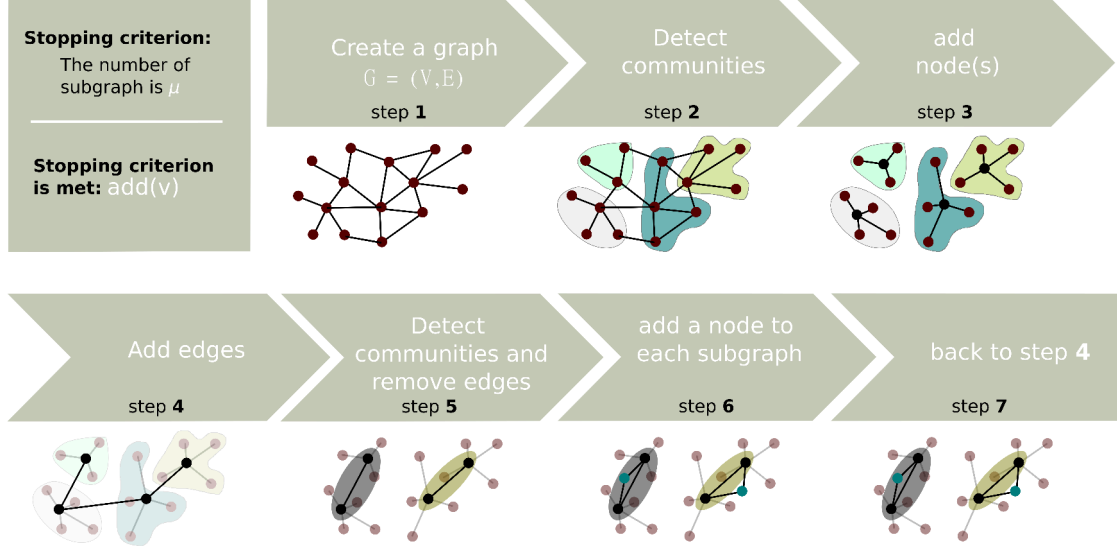 Stopping criterion:
The number of
subgraph is μ
Stopping criterion
is met: add(v)
Create a graph
G = (V,E)
step 1
Detect
communities
step 2
add
node(s)
step 3
Add edges
step 4
Detect
communities and
remove edges
step 5
add a node to
each subgraph
step 6
back to step 4
step 7